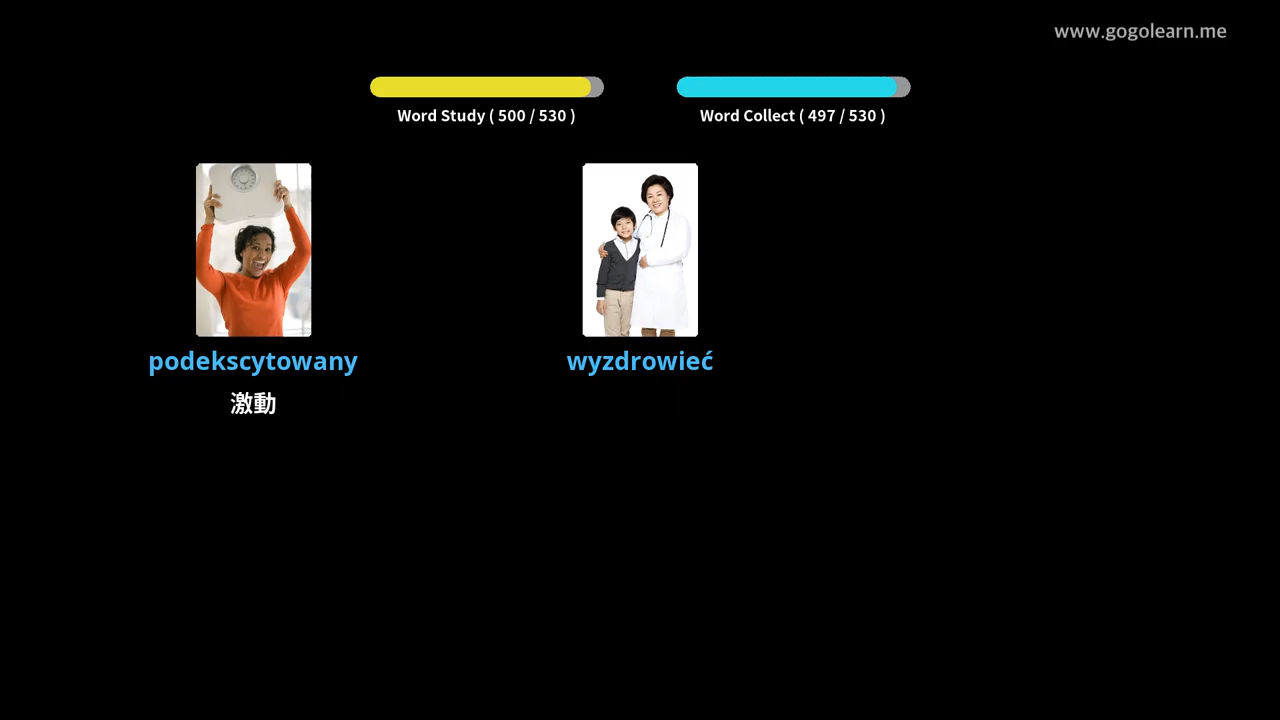 www.gogolearn.me
Word Study ( 500 / 530 )
Word Collect ( 497 / 530 )
podekscytowany
wyzdrowieć
激動